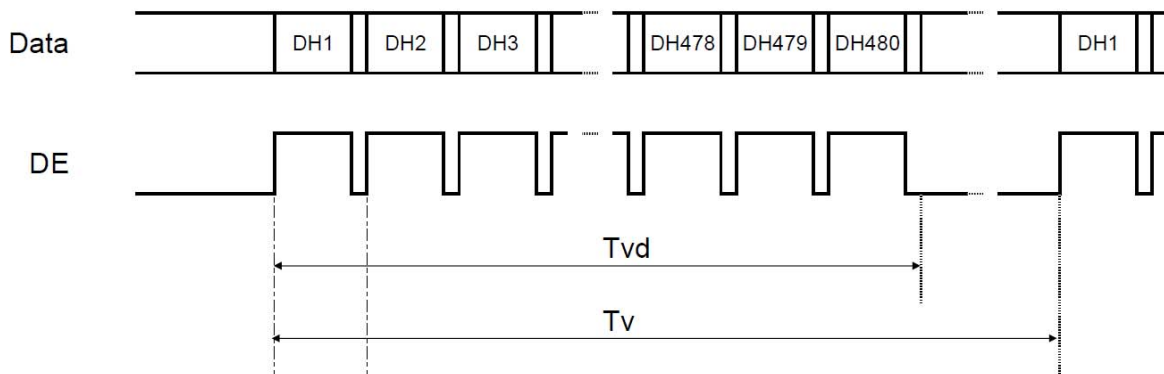 Data DH1 DH2 DH3 DH478 DH479 DH480 DH1
DE
Tvd
Tv